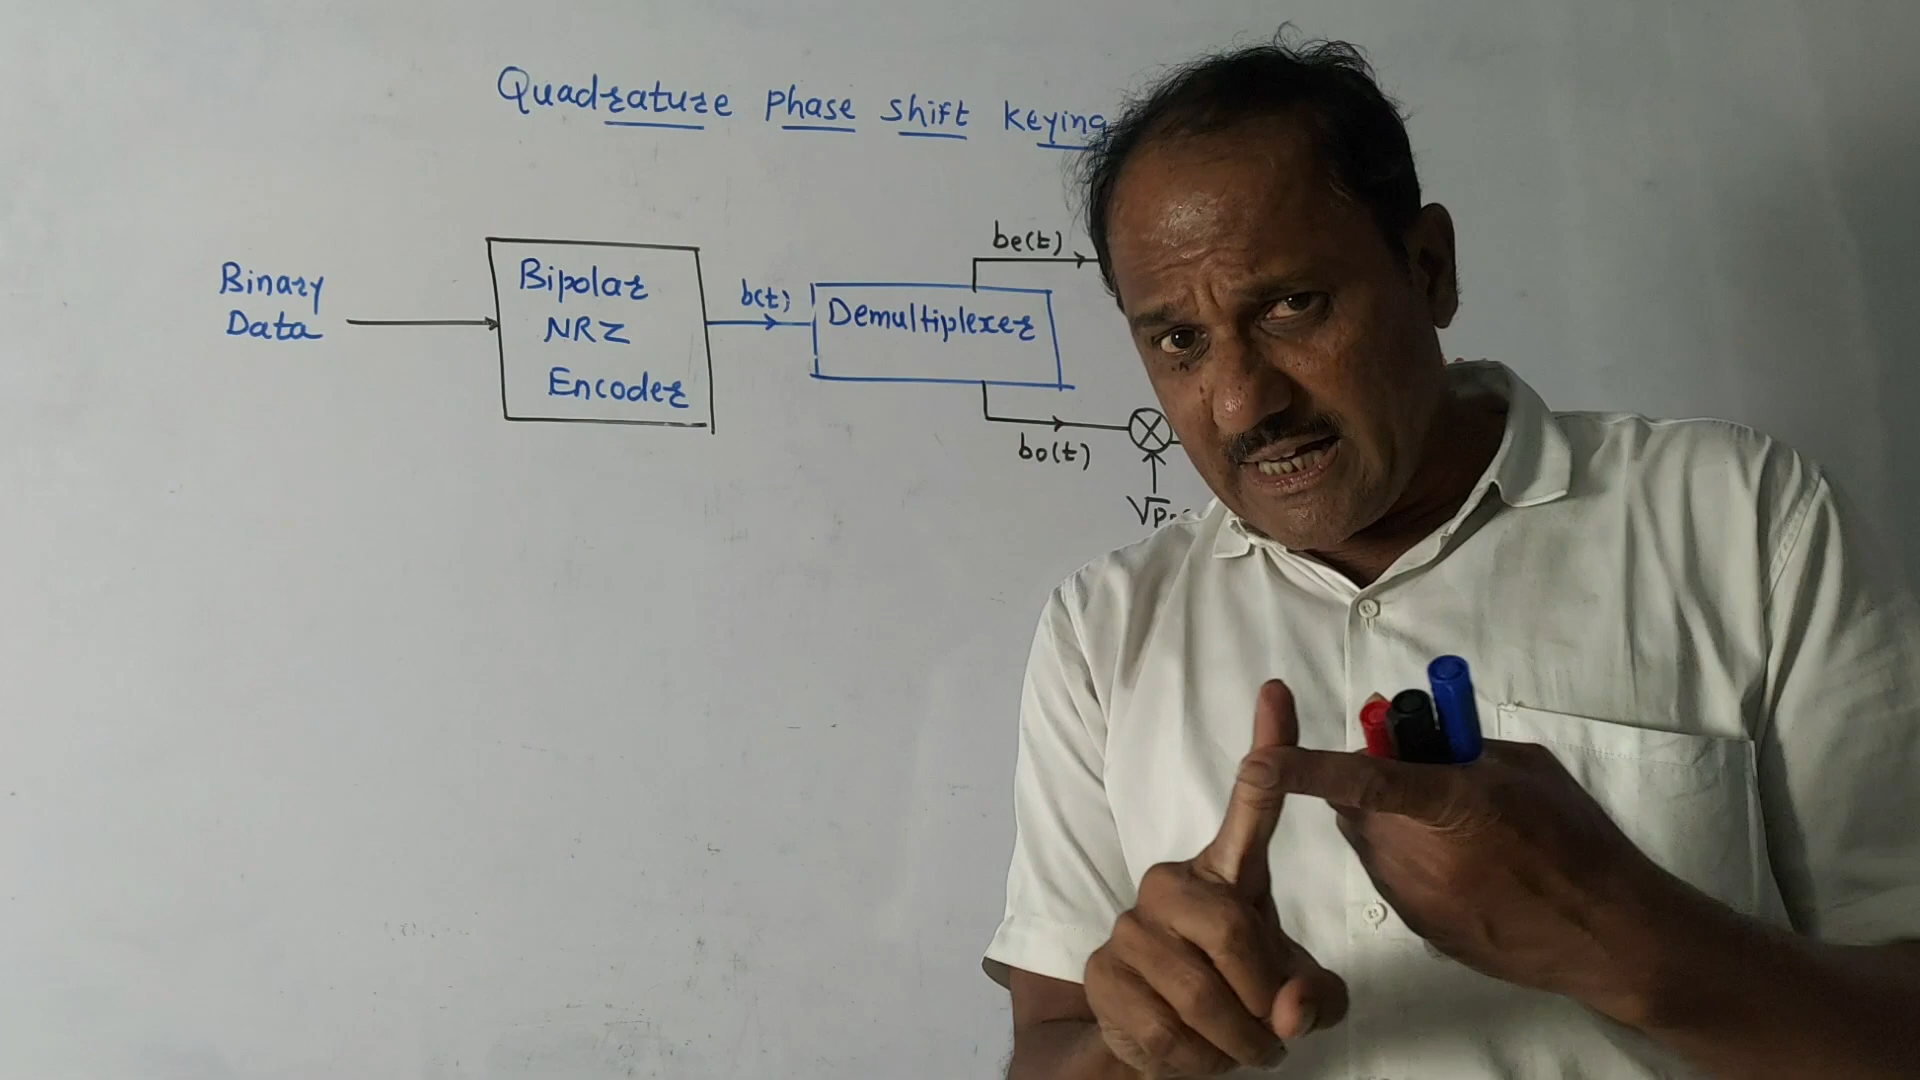 Quadrature Phase Shift Keying
Binary
Data
Bipolar
NRZ
Encoder
b(t)
Demultiplexer
be(t)
bo(t)
√P